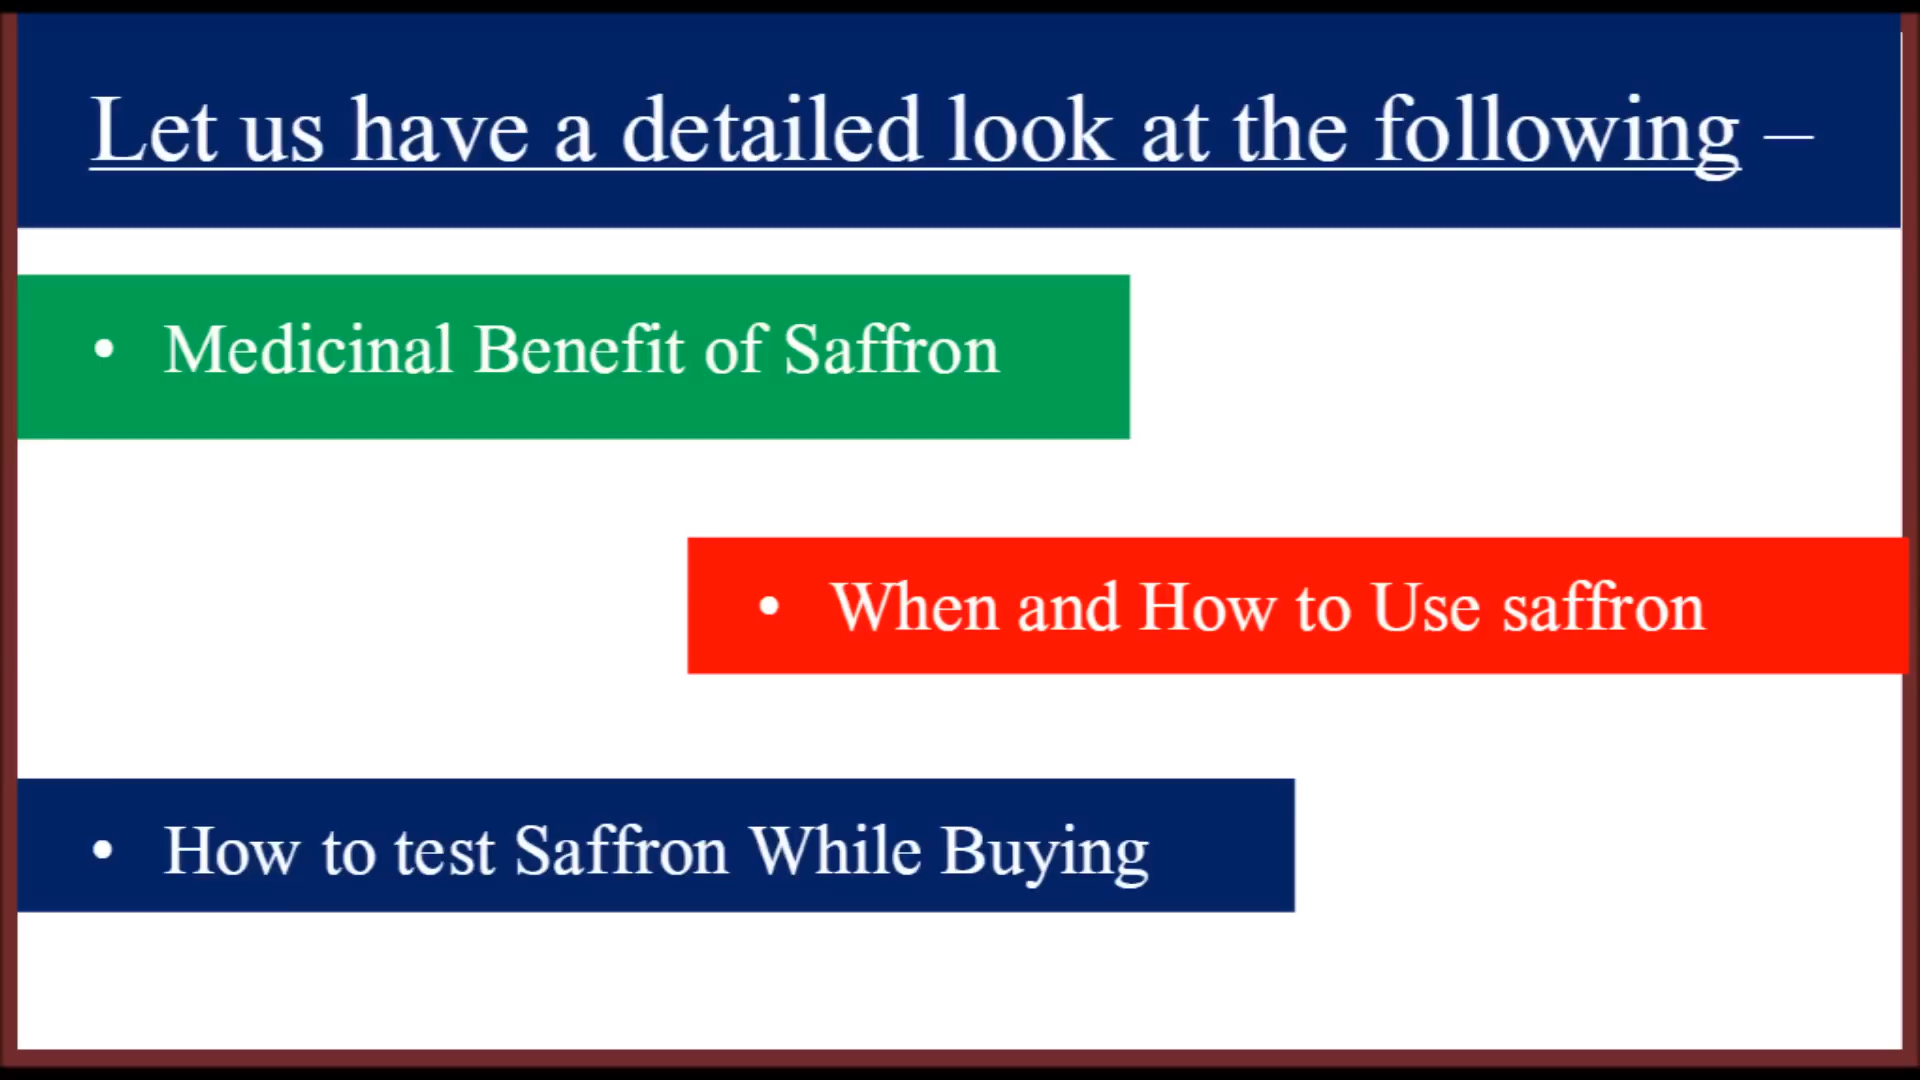 Let us have a detailed look at the following –
• Medicinal Benefit of Saffron
• When and How to Use saffron
• How to test Saffron While Buying